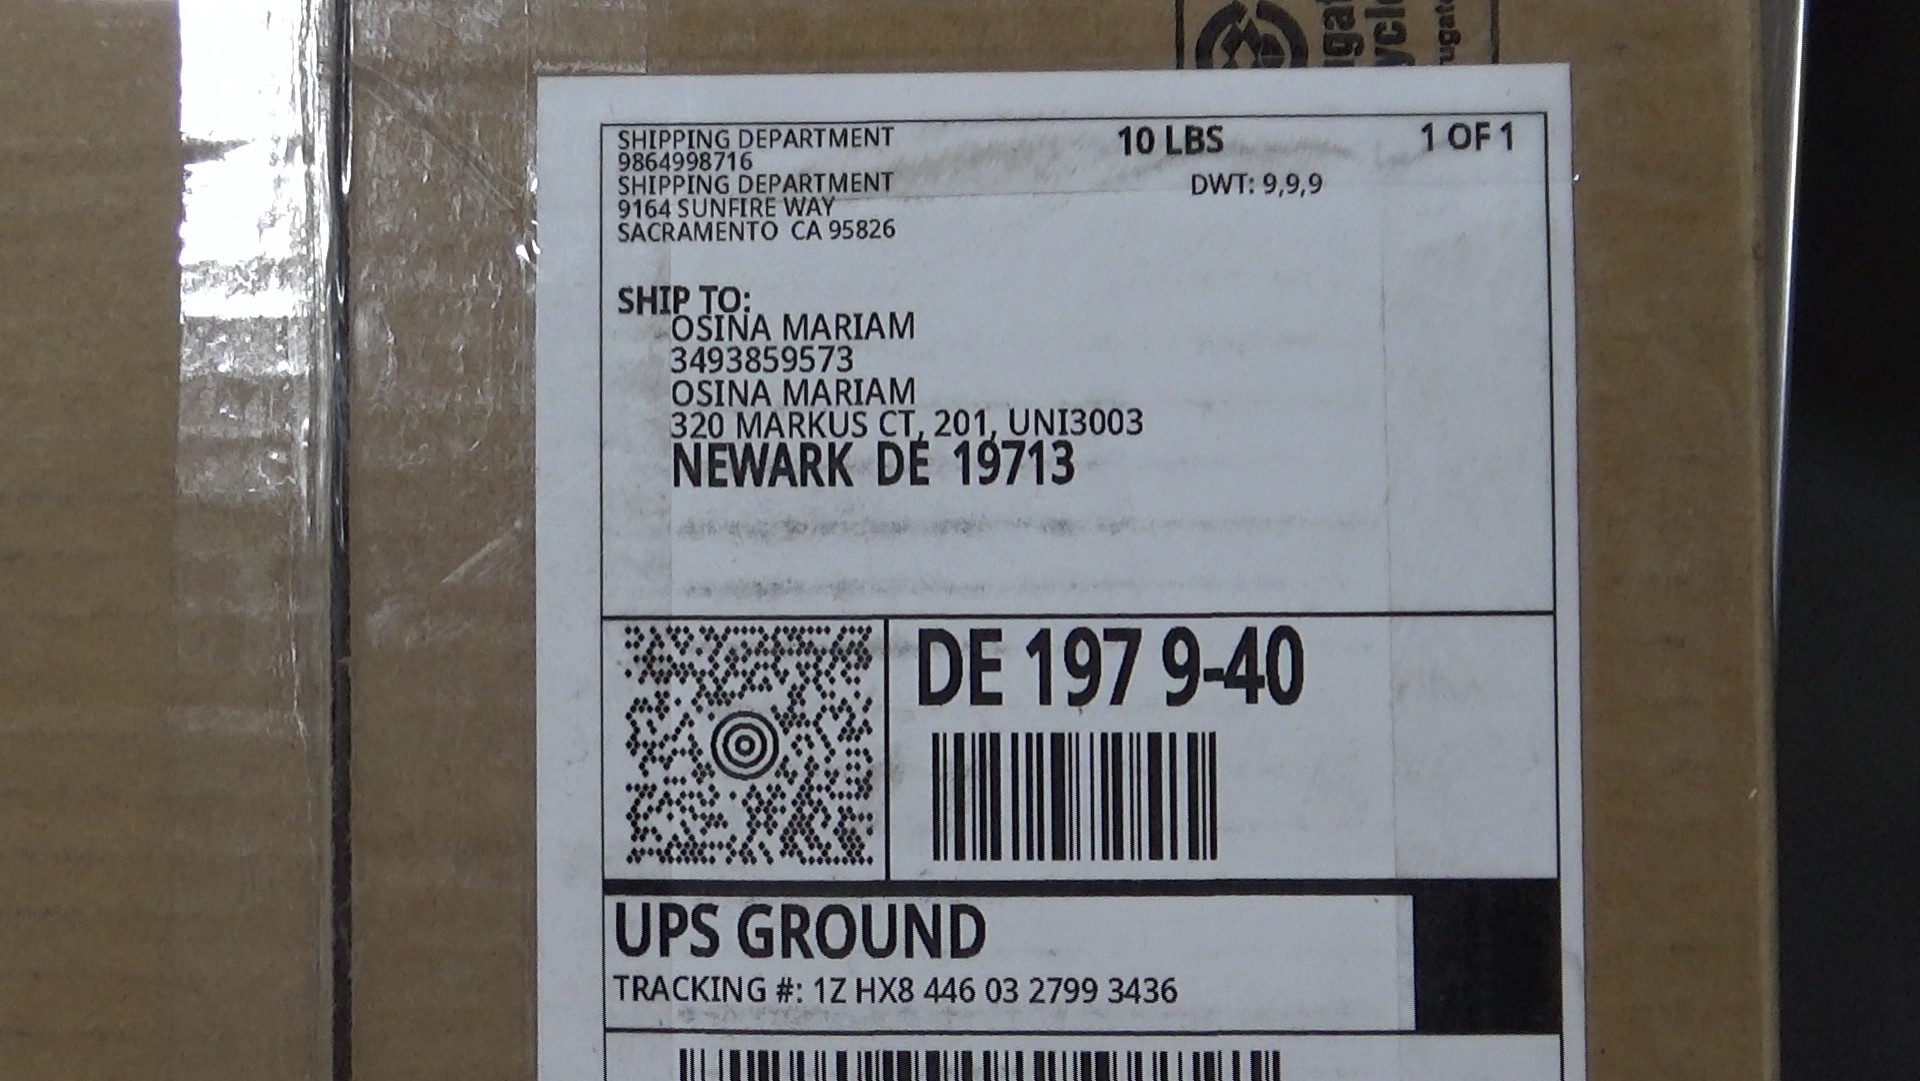 SHIPPING DEPARTMENT
9864998716
SHIPPING DEPARTMENT
9164 SUNFIRE WAY
SACRAMENTO CA 95826
10 LBS
1 OF 1
DWT: 9,9,9
SHIP TO:
OSINA MARIAM
3493859573
OSINA MARIAM
320 MARKUS CT, 201, UNI3003
NEWARK DE 19713
DE 197 9-40
UPS GROUND
TRACKING #: 1Z HX8 446 03 2799 3436